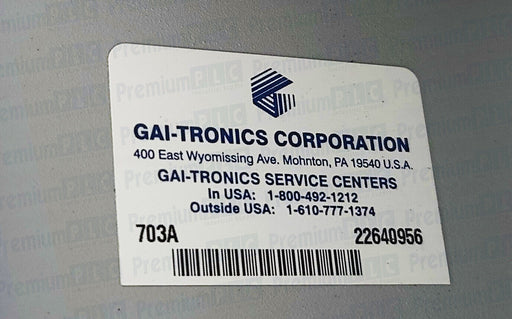 GAI-TRONICS CORPORATION
400 East Wyomissing Ave. Mohnton, PA 19540 U.S.A.
GAI-TRONICS SERVICE CENTERS
In USA: 1-800-492-1212
Outside USA: 1-610-777-1374
703A 22640956
PremiumPLC